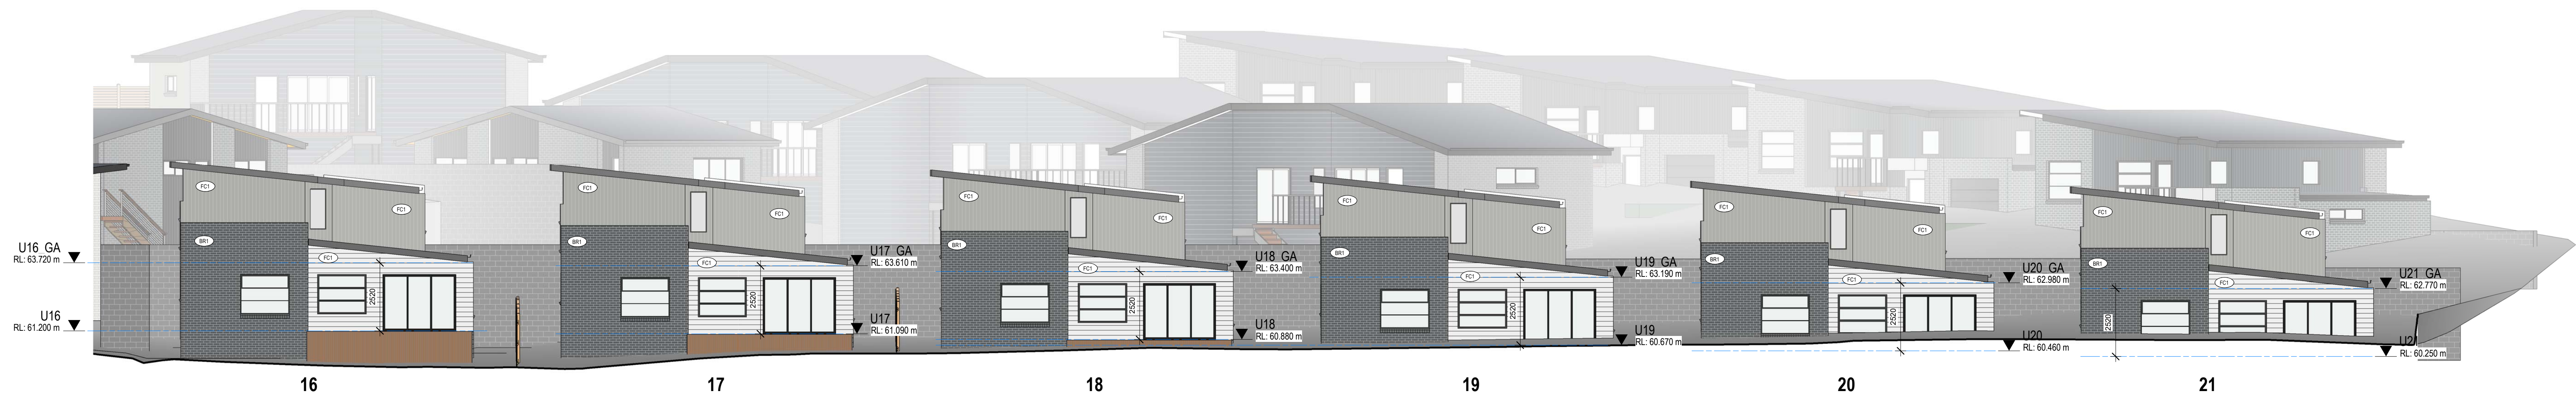 FC1
FC1
BR1
FC1
2520
U16 GA
RL: 63.720 m
U16
RL: 61.200 m
16
FC1
FC1
BR1
FC1
2520
U17 GA
RL: 63.610 m
U17
RL: 61.090 m
17
FC1
FC1
BR1
FC1
2520
U18 GA
RL: 63.400 m
U18
RL: 60.880 m
18
FC1
FC1
BR1
FC1
2520
U19 GA
RL: 63.190 m
U19
RL: 60.670 m
19
FC1
FC1
BR1
FC1
2520
U20 GA
RL: 62.980 m
U20
RL: 60.460 m
20
FC1
FC1
BR1
FC1
2520
U21 GA
RL: 62.770 m
RL: 60.250 m
21